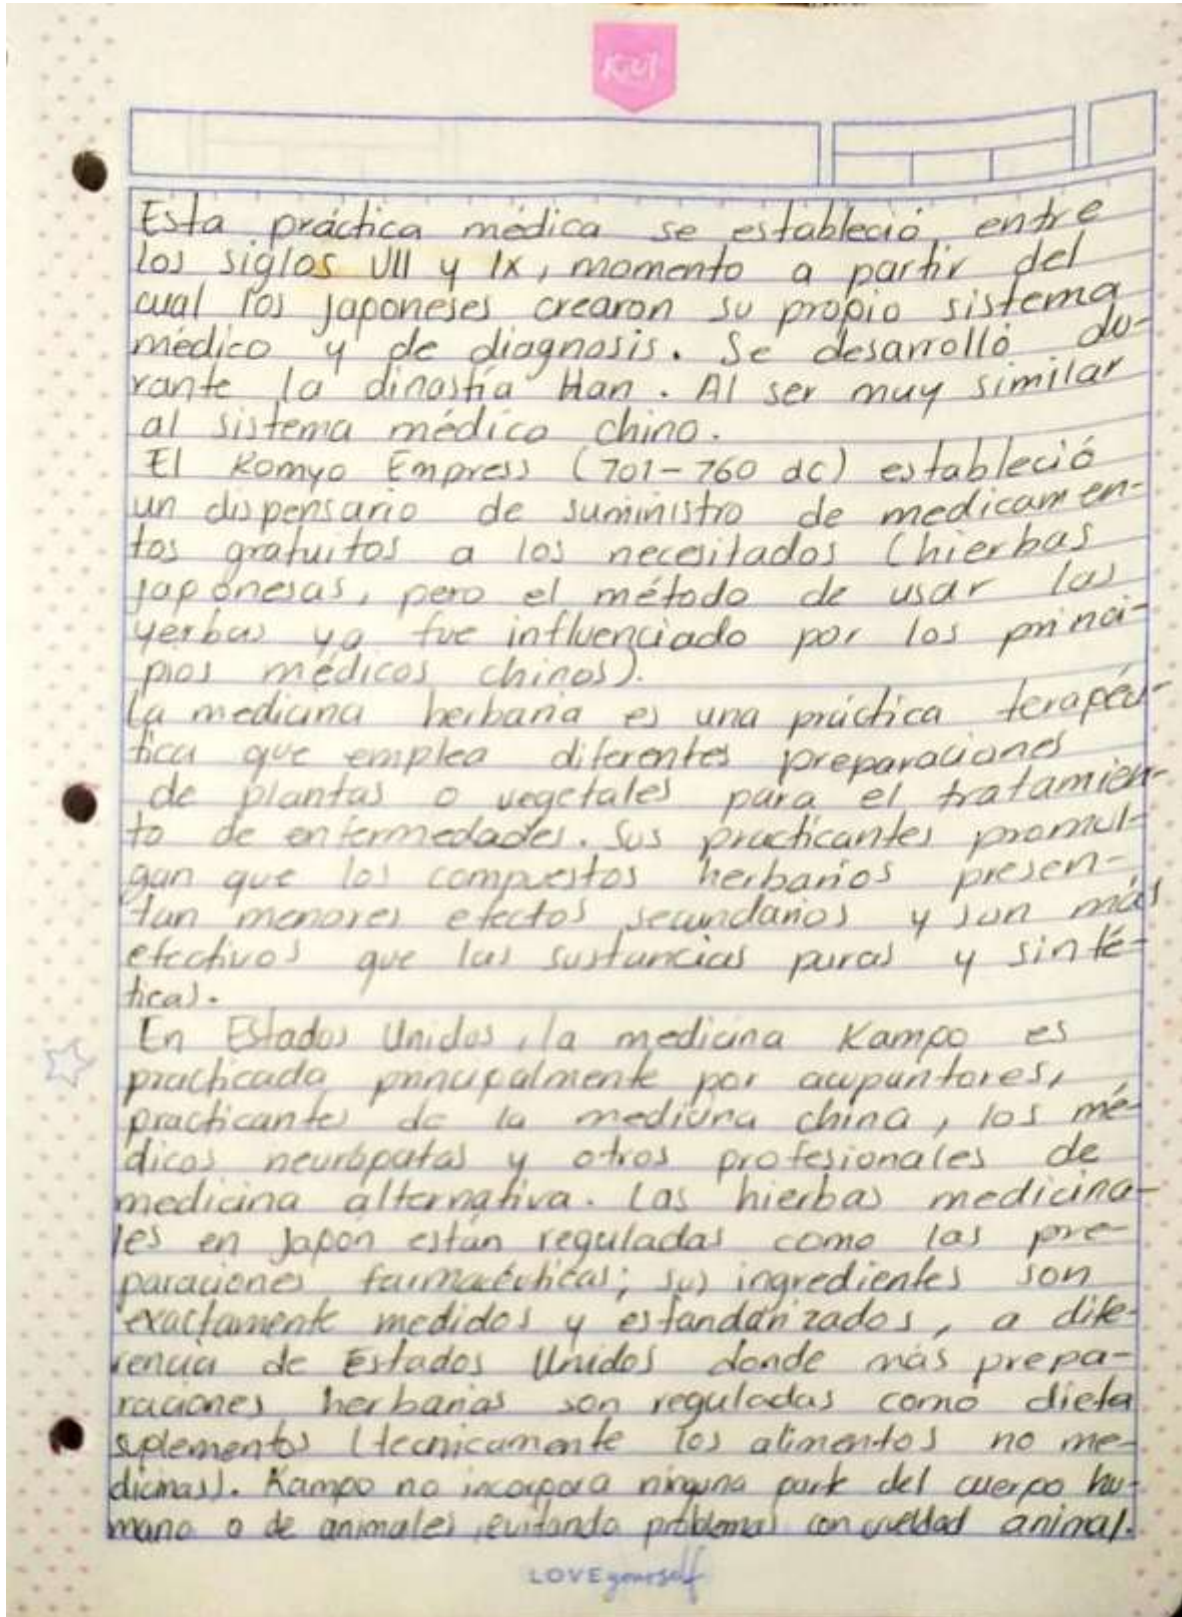 Kiut
Esta práctica médica se estableció entre
los siglos VII y IX, momento a partir del
cual los japoneses crearon su propio sistema
médico y de diagnosis. Se desarrolló du-
rante la dinastía Han. Al ser muy similar
al sistema médico chino.
El Komyo Empress (701-760 dc) estableció
un dispensario de suministro de medicamen-
tos gratuitos a los necesitados (hierbas
japonesas, pero el método de usar las
yerbas ya fue influenciado por los princi-
pios médicos chinos).
La medicina herbaria es una práctica terapéu-
tica que emplea diferentes preparaciones
de plantas o vegetales para el tratamien-
to de enfermedades. Sus practicantes promul-
gan que los compuestos herbarios presen-
tan menores efectos secundarios y son más
efectivos que las sustancias puras y sinté-
ticas.
En Estados Unidos, la medicina Kampo es
practicada principalmente por acupuntores,
practicantes de la medicina china, los mé-
dicos neurópatas y otros profesionales de
medicina alternativa. Las hierbas medicina-
les en Japón están reguladas como las pre-
paraciones farmacéuticas; sus ingredientes son
exactamente medidos y estandarizados, a dife-
rencia de Estados Unidos donde más prepa-
raciones herbarias son reguladas como dieta
suplementos (tecnicamente los alimentos no me-
dicinas). Kampo no incorpora ninguna parte del cuerpo hu-
mano o de animales, evitando problemas con crueldad animal.
LOVE yourself